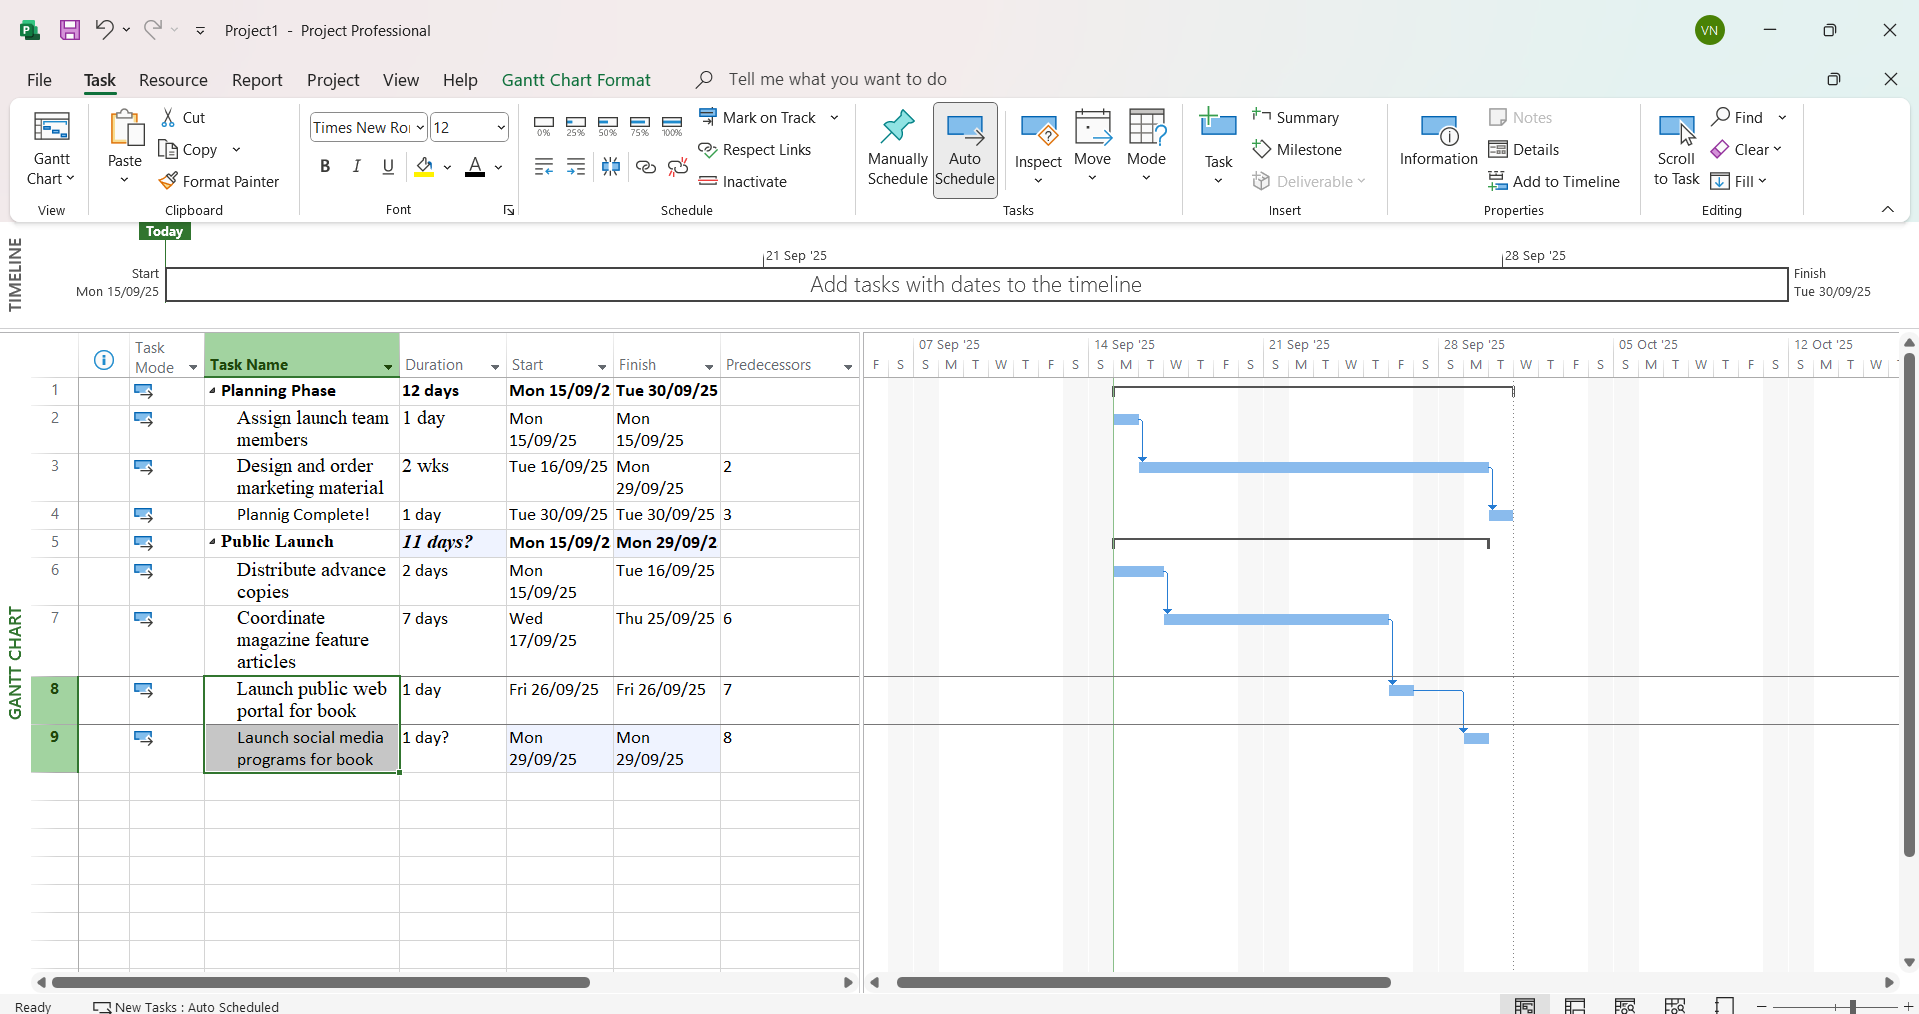 Project1 - Project Professional
VN
File Task Resource Report Project View Help Gantt Chart Format Tell me what you want to do
Gantt
Chart
View
Paste
Cut
Copy
Format Painter
Clipboard
Times New Ro 12
B I U A
Font
0% 25% 50% 75% 100%
Mark on Track
Respect Links
Inactivate
Schedule
Manually
Schedule
Auto
Schedule
Inspect
Move
Mode
Tasks
Task
Summary
Milestone
Deliverable
Insert
Information
Notes
Details
Add to Timeline
Properties
Scroll
to Task
Find
Clear
Fill
Editing
TIMELINE
Today
21 Sep '25 28 Sep '25
Start
Mon 15/09/25
Add tasks with dates to the timeline
Finish
Tue 30/09/25
GANTT CHART
Task
Mode
Task Name Duration Start Finish Predecessors
07 Sep '25 14 Sep '25 21 Sep '25 28 Sep '25 05 Oct '25 12 Oct '25
F S S M T W T F S S M T W T F S S M T W T F S S M T W T F S S M T W T F S S M T W
1 Planning Phase 12 days Mon 15/09/2 Tue 30/09/25
2 Assign launch team 1 day Mon Mon
members 15/09/25 15/09/25
3 Design and order 2 wks Tue 16/09/25 Mon 2
marketing material 29/09/25
4 Plannig Complete! 1 day Tue 30/09/25 Tue 30/09/25 3
5 Public Launch 11 days? Mon 15/09/2 Mon 29/09/2
6 Distribute advance 2 days Mon Tue 16/09/25
copies 15/09/25
7 Coordinate 7 days Wed Thu 25/09/25 6
magazine feature 17/09/25
articles
8 Launch public web 1 day Fri 26/09/25 Fri 26/09/25 7
portal for book
9 Launch social media 1 day? Mon Mon 8
programs for book 29/09/25 29/09/25
Ready New Tasks : Auto Scheduled